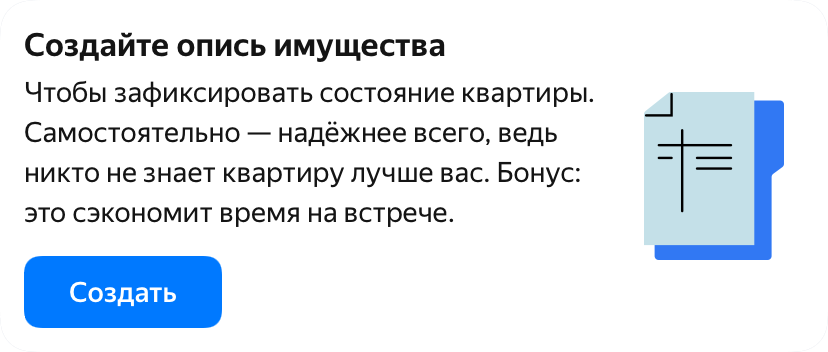 Создайте опись имущества
Чтобы зафиксировать состояние квартиры.
Самостоятельно — надёжнее всего, ведь
никто не знает квартиру лучше вас. Бонус:
это сэкономит время на встрече.
Создать